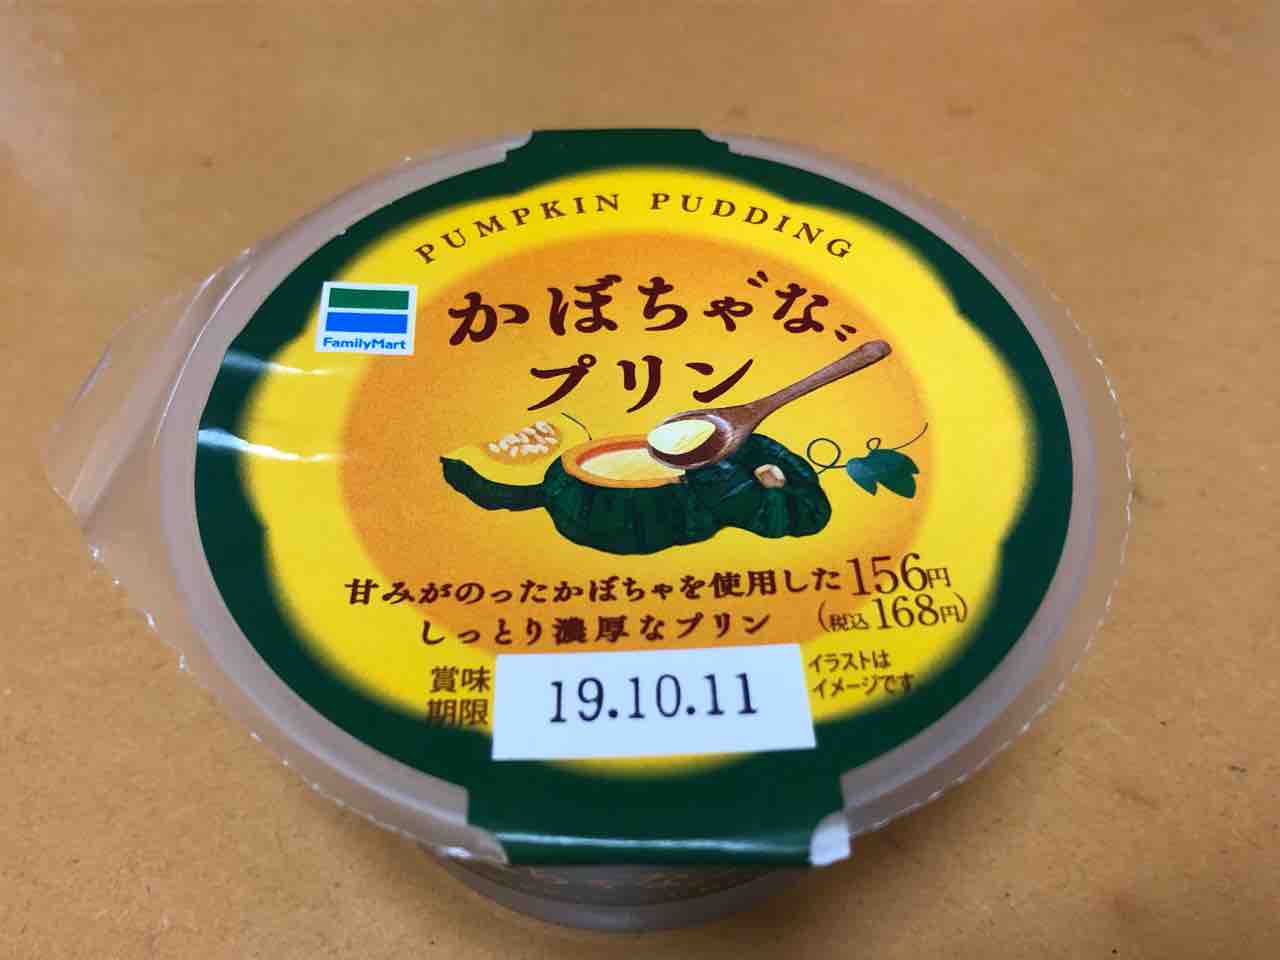 PUMPKIN PUDDING
FamilyMart
かぼちゃな
プリン
甘みがのったかぼちゃを使用した
しっとり濃厚なプリン
156円
(税込168円)
賞味
期限
19.10.11
イラストは
イメージです